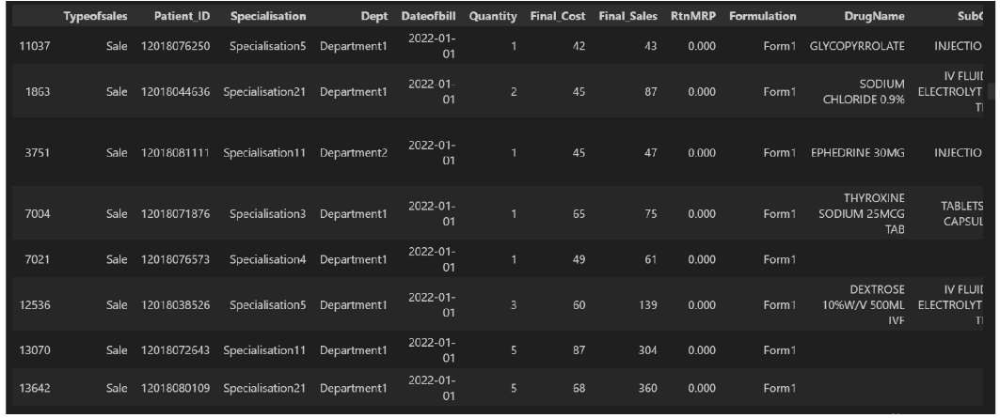 Typeofsales Patient_ID Specialisation Dept Dateofbill Quantity Final_Cost Final_Sales RtnMRP Formulation DrugName SubC
11037 Sale 12018076250 Specialisation5 Department1 2022-01-01 1 42 43 0.000 Form1 GLYCOPYRROLATE INJECTIO
1863 Sale 12018044636 Specialisation21 Department1 2022-01-01 2 45 87 0.000 Form1 SODIUM CHLORIDE 0.9% IV FLUID ELECTROLYT TI
3751 Sale 12018081111 Specialisation11 Department2 2022-01-01 1 45 47 0.000 Form1 EPHEDRINE 30MG INJECTIO
7004 Sale 12018071876 Specialisation3 Department1 2022-01-01 1 65 75 0.000 Form1 THYROXINE SODIUM 25MCG TAB TABLETS CAPSUL
7021 Sale 12018076573 Specialisation4 Department1 2022-01-01 1 49 61 0.000 Form1
12536 Sale 12018038526 Specialisation5 Department1 2022-01-01 3 60 139 0.000 Form1 DEXTROSE 10%W/V 500ML IVF IV FLUID ELECTROLYT TI
13070 Sale 12018072643 Specialisation11 Department1 2022-01-01 5 87 304 0.000 Form1
13642 Sale 12018080109 Specialisation21 Department1 2022-01-01 5 68 360 0.000 Form1